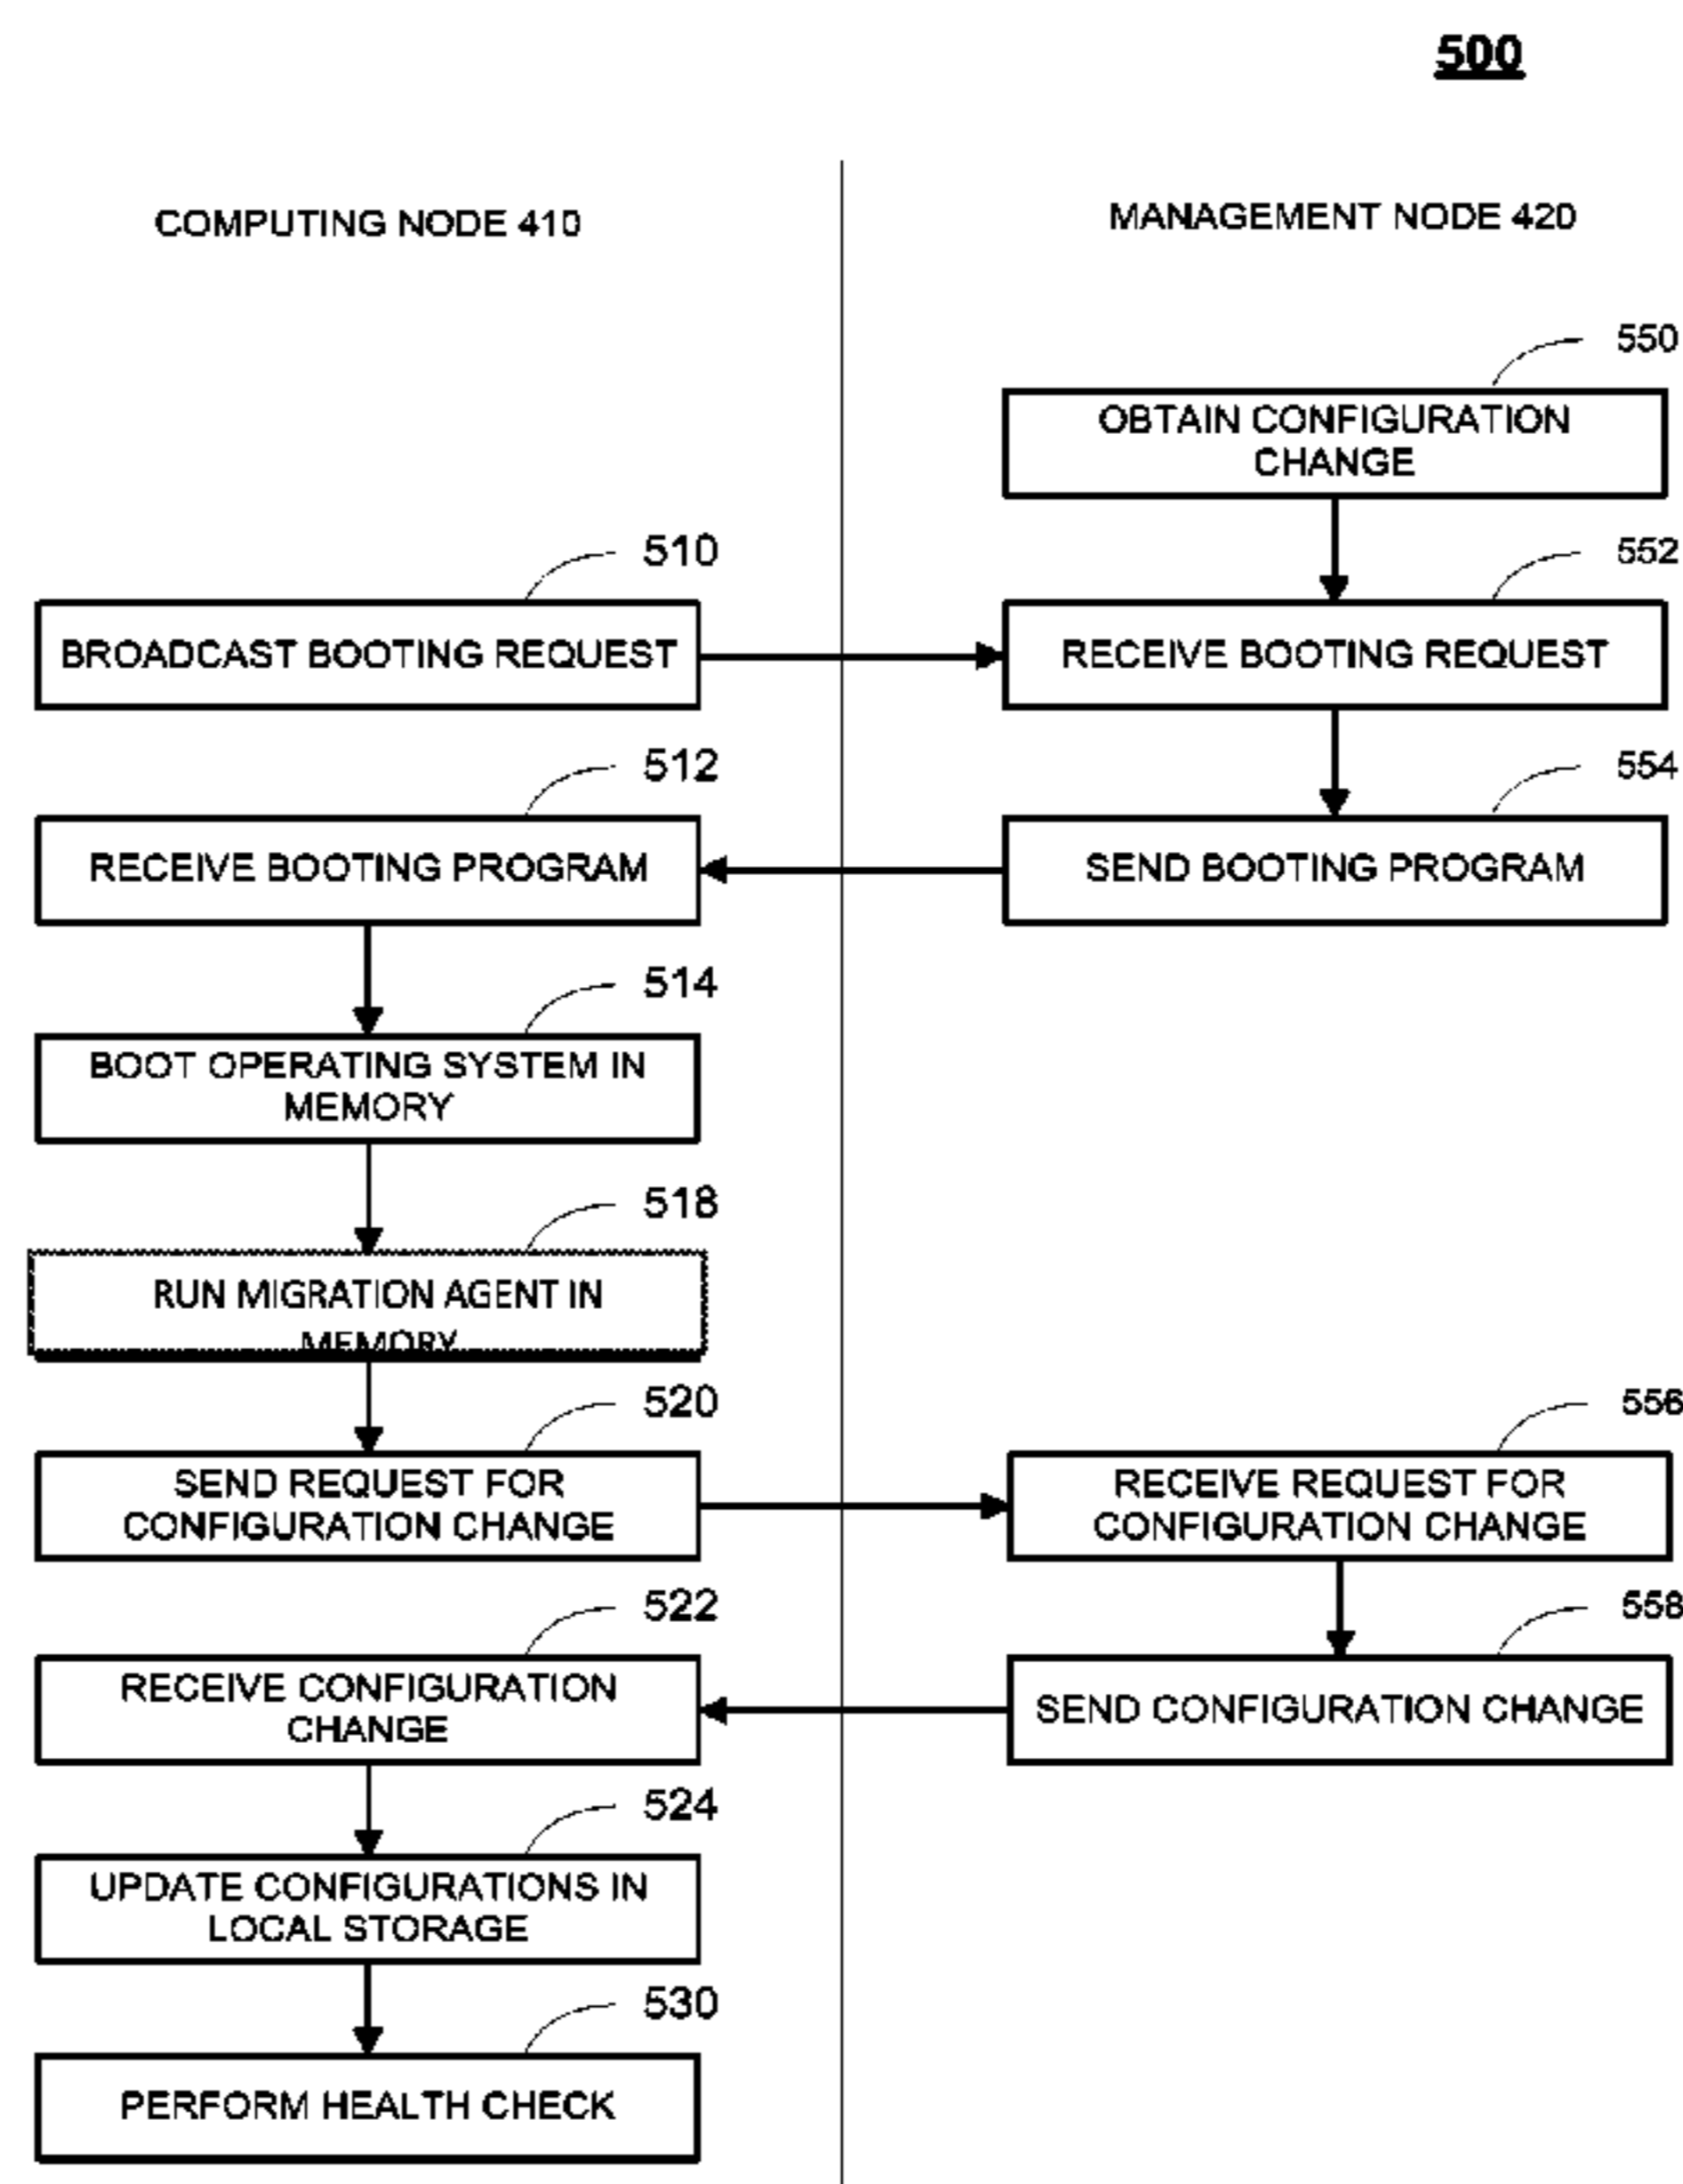 500
COMPUTING NODE 410
MANAGEMENT NODE 420
550
OBTAIN CONFIGURATION
CHANGE
510
552
BROADCAST BOOTING REQUEST
RECEIVE BOOTING REQUEST
512
554
RECEIVE BOOTING PROGRAM
SEND BOOTING PROGRAM
514
BOOT OPERATING SYSTEM IN
MEMORY
518
RUN MIGRATION AGENT IN
MEMORY
520
556
SEND REQUEST FOR
CONFIGURATION CHANGE
RECEIVE REQUEST FOR
CONFIGURATION CHANGE
522
558
RECEIVE CONFIGURATION
CHANGE
SEND CONFIGURATION CHANGE
524
UPDATE CONFIGURATIONS IN
LOCAL STORAGE
530
PERFORM HEALTH CHECK